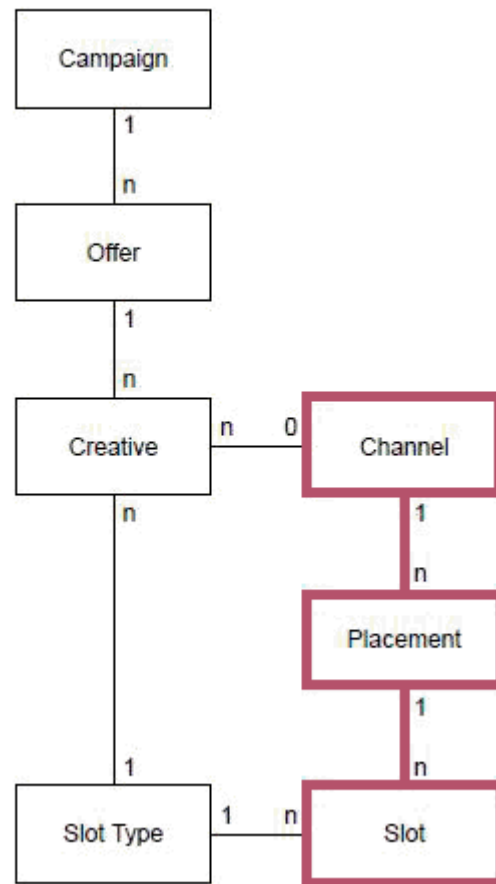 Campaign
1
n
Offer
1
n
Creative
n 0
Channel
n
1
n
Placement
1
1
n
Slot Type
1 n
Slot